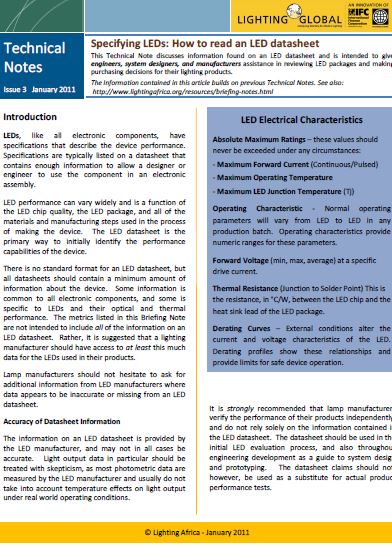 LIGHTING GLOBAL
AN INNOVATION OF
IFC
International
Finance
Corporation
Technical
Notes
Issue 3 January 2011
Specifying LEDs: How to read an LED datasheet
This Technical Note discusses information found on an LED datasheet and is intended to give
engineers, system designers, and manufacturers assistance in reviewing LED packages and making
purchasing decisions for their lighting products.
The Information contained in this article builds on previous Technical Notes. See also:
http://www.lightingafrica.org/resources/briefing-notes.html
Introduction
LEDs, like all electronic components, have
specifications that describe the device performance.
Specifications are typically listed on a datasheet that
contains enough information to allow a designer or
engineer to use the component in an electronic
assembly.
LED performance can vary widely and is a function of
the LED chip quality, the LED package, and all of the
materials and manufacturing steps used in the process
of making the device. The LED datasheet is the
primary way to initially identify the performance
capabilities of the device.
There is no standard format for an LED datasheet, but
all datasheets should contain a minimum amount of
information about the device. Some information is
common to all electronic components, and some is
specific to LEDs and their optical and thermal
performance. The metrics listed in this Briefing Note
are not intended to include all of the information on an
LED datasheet. Rather, it is suggested that a lighting
manufacturer should have access to at least this much
data for the LEDs used in their products.
Lamp manufacturers should not hesitate to ask for
additional information from LED manufacturers where
data appears to be inaccurate or missing from an LED
datasheet.
Accuracy of Datasheet Information
The information on an LED datasheet is provided by
the LED manufacturer, and may not in all cases be
accurate. Light output data in particular should be
treated with skepticism, as most photometric data are
measured by the LED manufacturer and usually do not
take into account temperature effects on light output
under real world operating conditions.
LED Electrical Characteristics
Absolute Maximum Ratings – these values should
never be exceeded under any circumstances:
- Maximum Forward Current (Continuous/Pulsed)
- Maximum Operating Temperature
- Maximum LED Junction Temperature (Tj)
Operating Characteristic - Normal operating
parameters will vary from LED to LED in any
production batch. Operating characteristics provide
numeric ranges for these parameters.
Forward Voltage (min, max, average) at a specific
drive current.
Thermal Resistance (Junction to Solder Point) This is
the resistance, in °C/W, between the LED chip and the
heat sink lead of the LED package.
Derating Curves – External conditions alter the
current and voltage characteristics of the LED.
Derating profiles show these relationships and
provide limits for safe device operation.
It is strongly recommended that lamp manufacturer
verify the performance of their products independently
and do not rely solely on the information contained i
the LED datasheet. The datasheet should be used in the
initial LED evaluation process, and also throughou
engineering development as a guide to system desig
and prototyping. The datasheet claims should not
however, be used as a substitute for actual produc
performance tests.
© Lighting Africa - January 2011